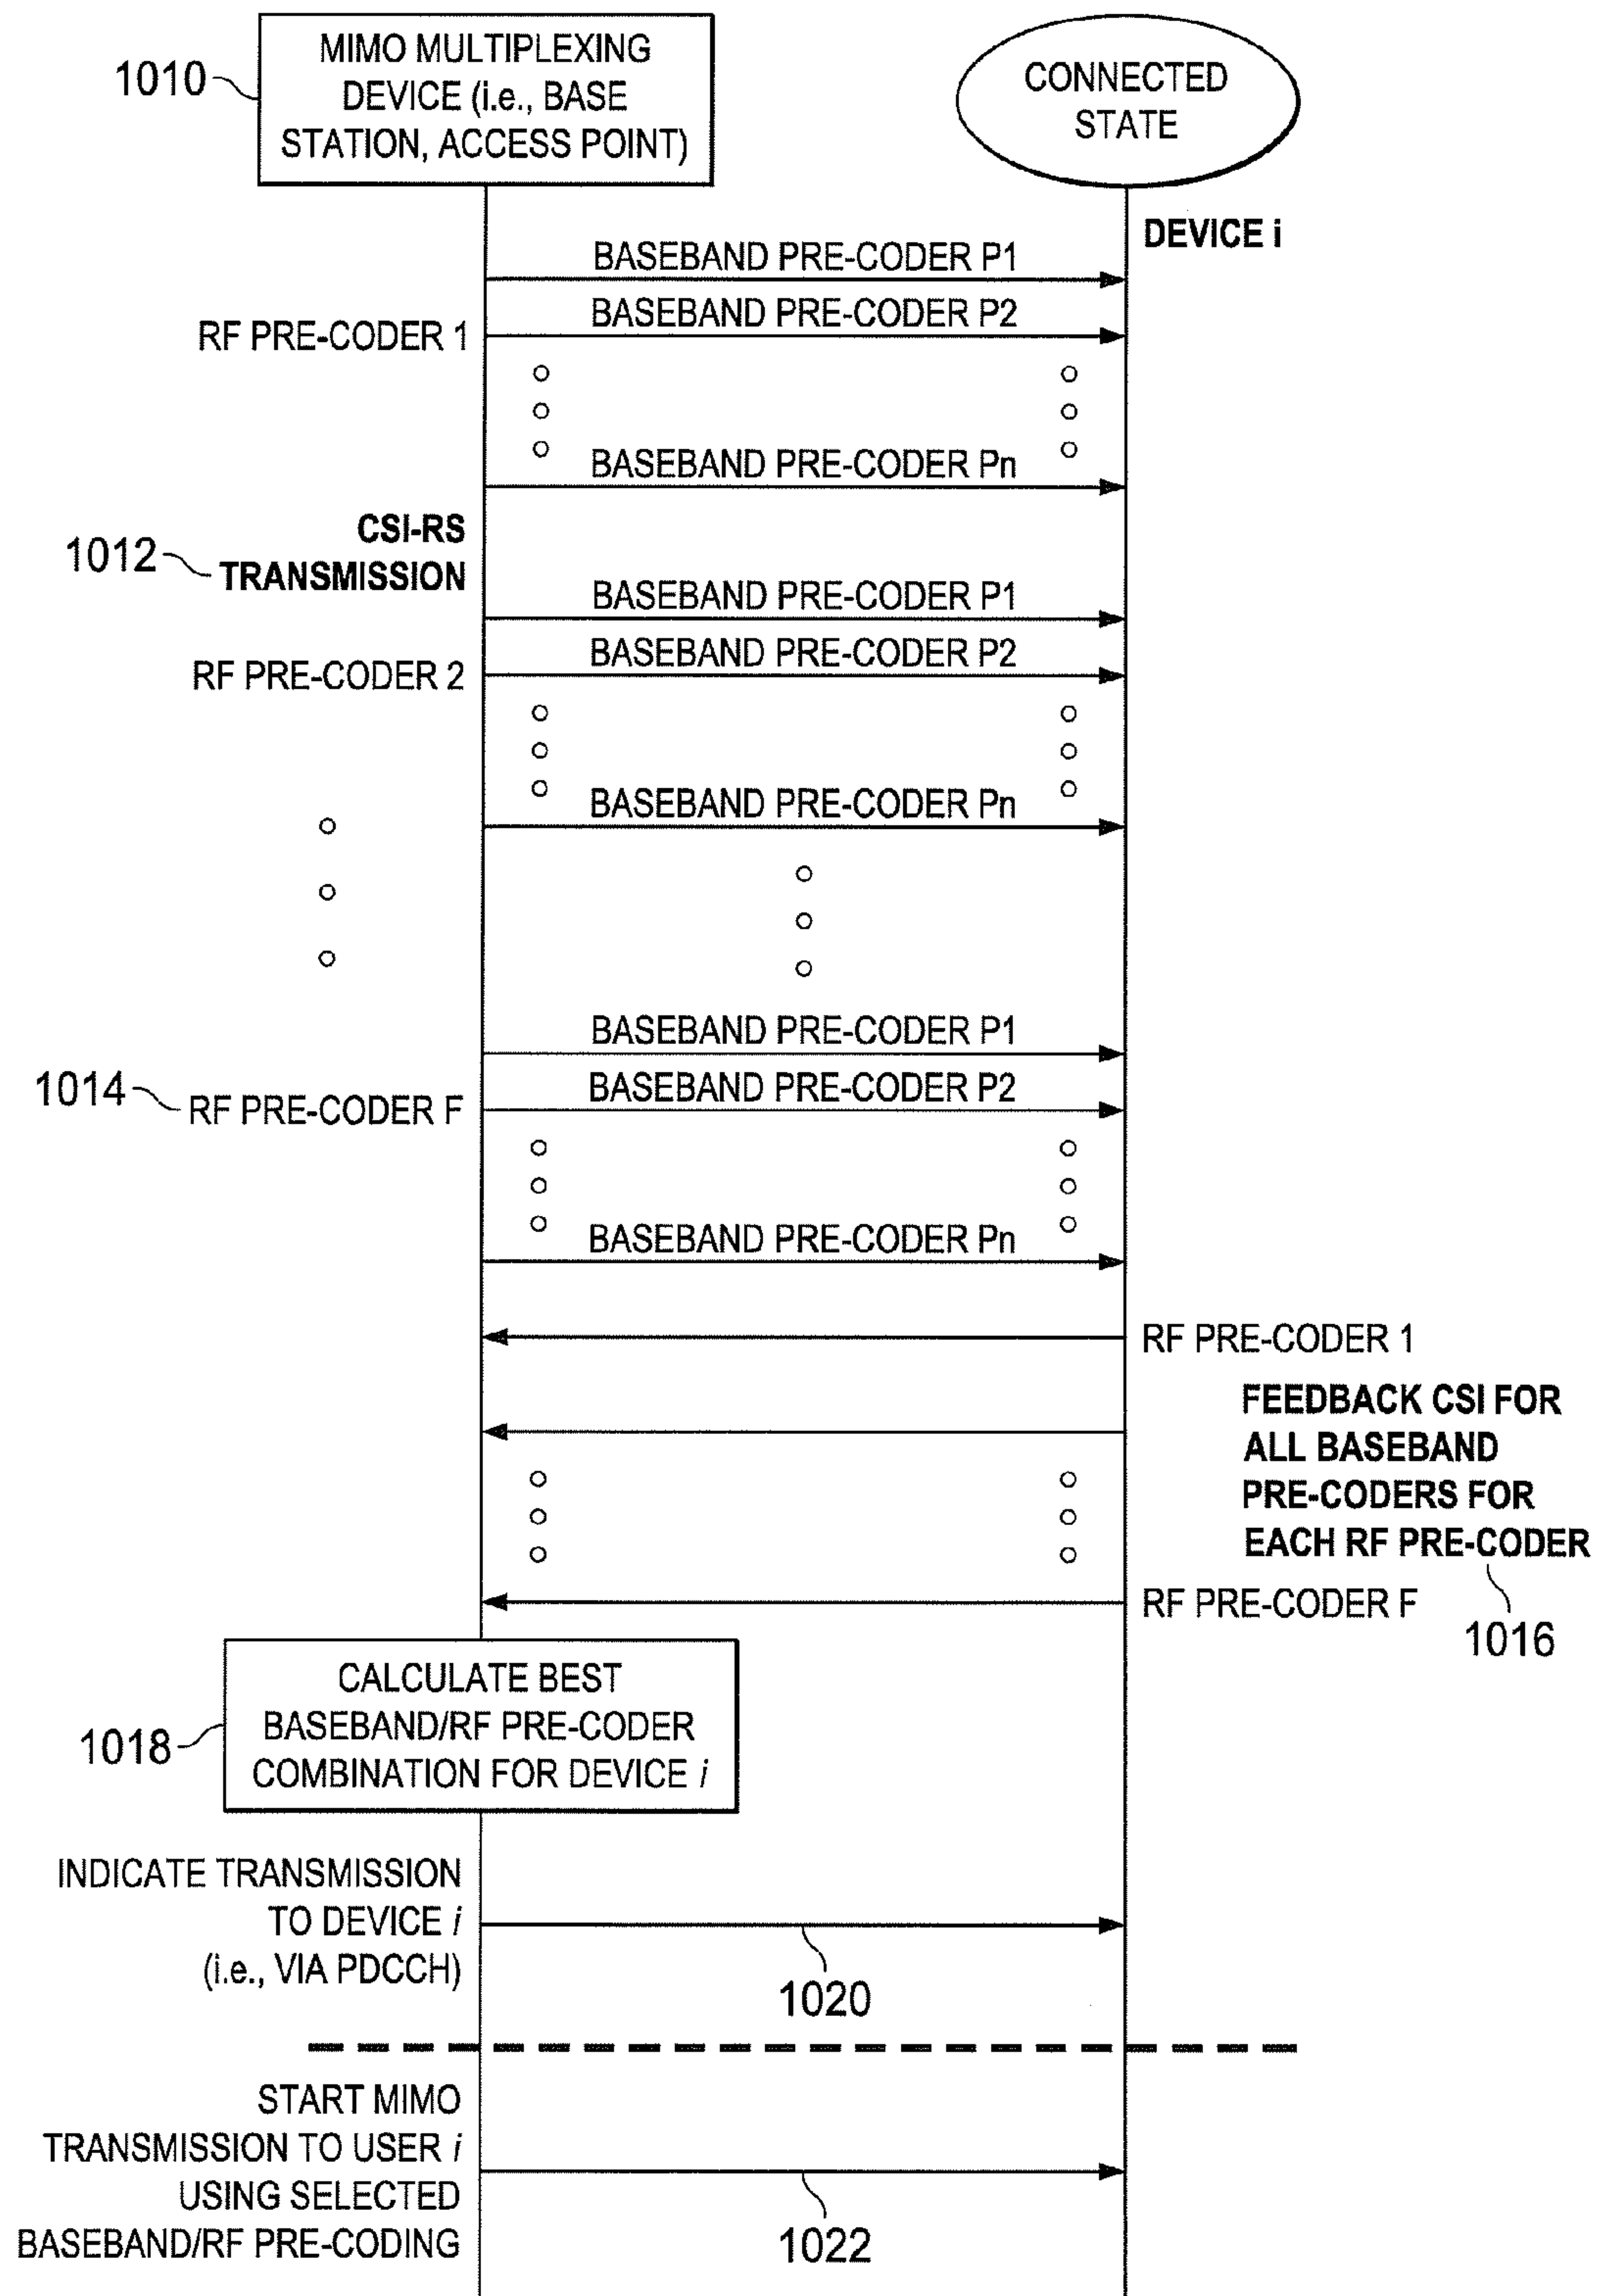 1010
MIMO MULTIPLEXING
DEVICE (i.e., BASE
STATION, ACCESS POINT)
CONNECTED
STATE
DEVICE i
BASEBAND PRE-CODER P1
BASEBAND PRE-CODER P2
RF PRE-CODER 1
BASEBAND PRE-CODER Pn
CSI-RS
1012
TRANSMISSION
BASEBAND PRE-CODER P1
BASEBAND PRE-CODER P2
RF PRE-CODER 2
BASEBAND PRE-CODER Pn
BASEBAND PRE-CODER P1
1014
RF PRE-CODER F
BASEBAND PRE-CODER P2
BASEBAND PRE-CODER Pn
RF PRE-CODER 1
FEEDBACK CSI FOR
ALL BASEBAND
PRE-CODERS FOR
EACH RF PRE-CODER
RF PRE-CODER F
1016
CALCULATE BEST
BASEBAND/RF PRE-CODER
COMBINATION FOR DEVICE i
1018
INDICATE TRANSMISSION
TO DEVICE i
(i.e., VIA PDCCH)
1020
START MIMO
TRANSMISSION TO USER i
USING SELECTED
BASEBAND/RF PRE-CODING
1022